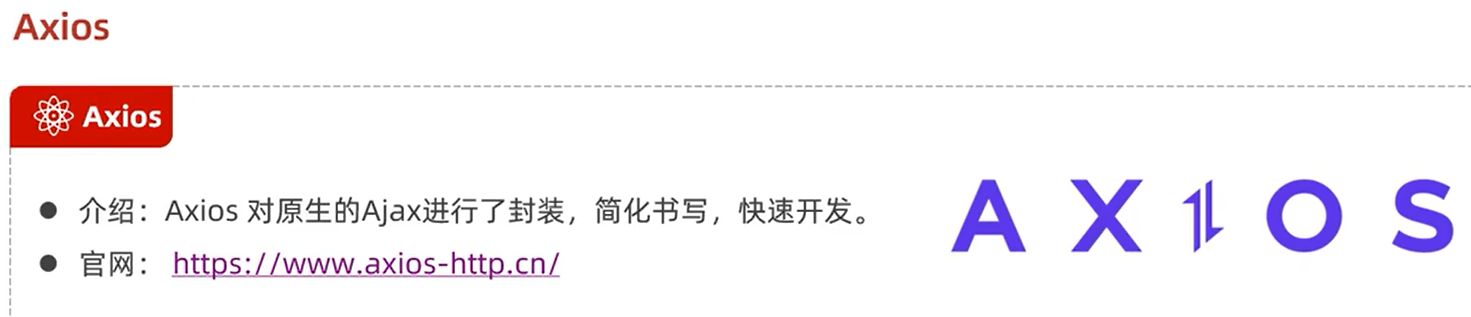 Axios
Axios
● 介绍：Axios 对原生的Ajax进行了封装，简化书写，快速开发。
● 官网： https://www.axios-http.cn/
AXIOS